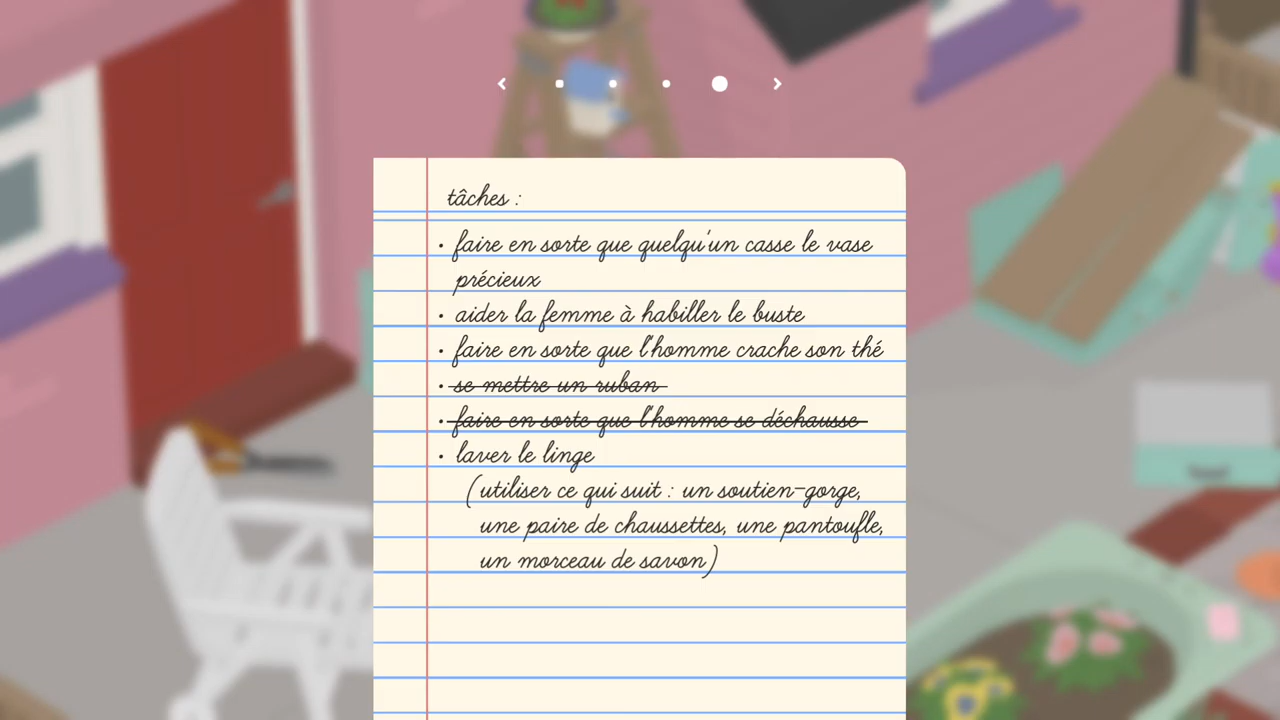 tâches :
• faire en sorte que quelqu'un casse le vase
précieux
• aider la femme à habiller le buste
• faire en sorte que l'homme crache son thé
• se mettre un ruban
• faire en sorte que l'homme se déchausse
• laver le linge
(utiliser ce qui suit : un soutien-gorge,
une paire de chaussettes, une pantoufle,
un morceau de savon)